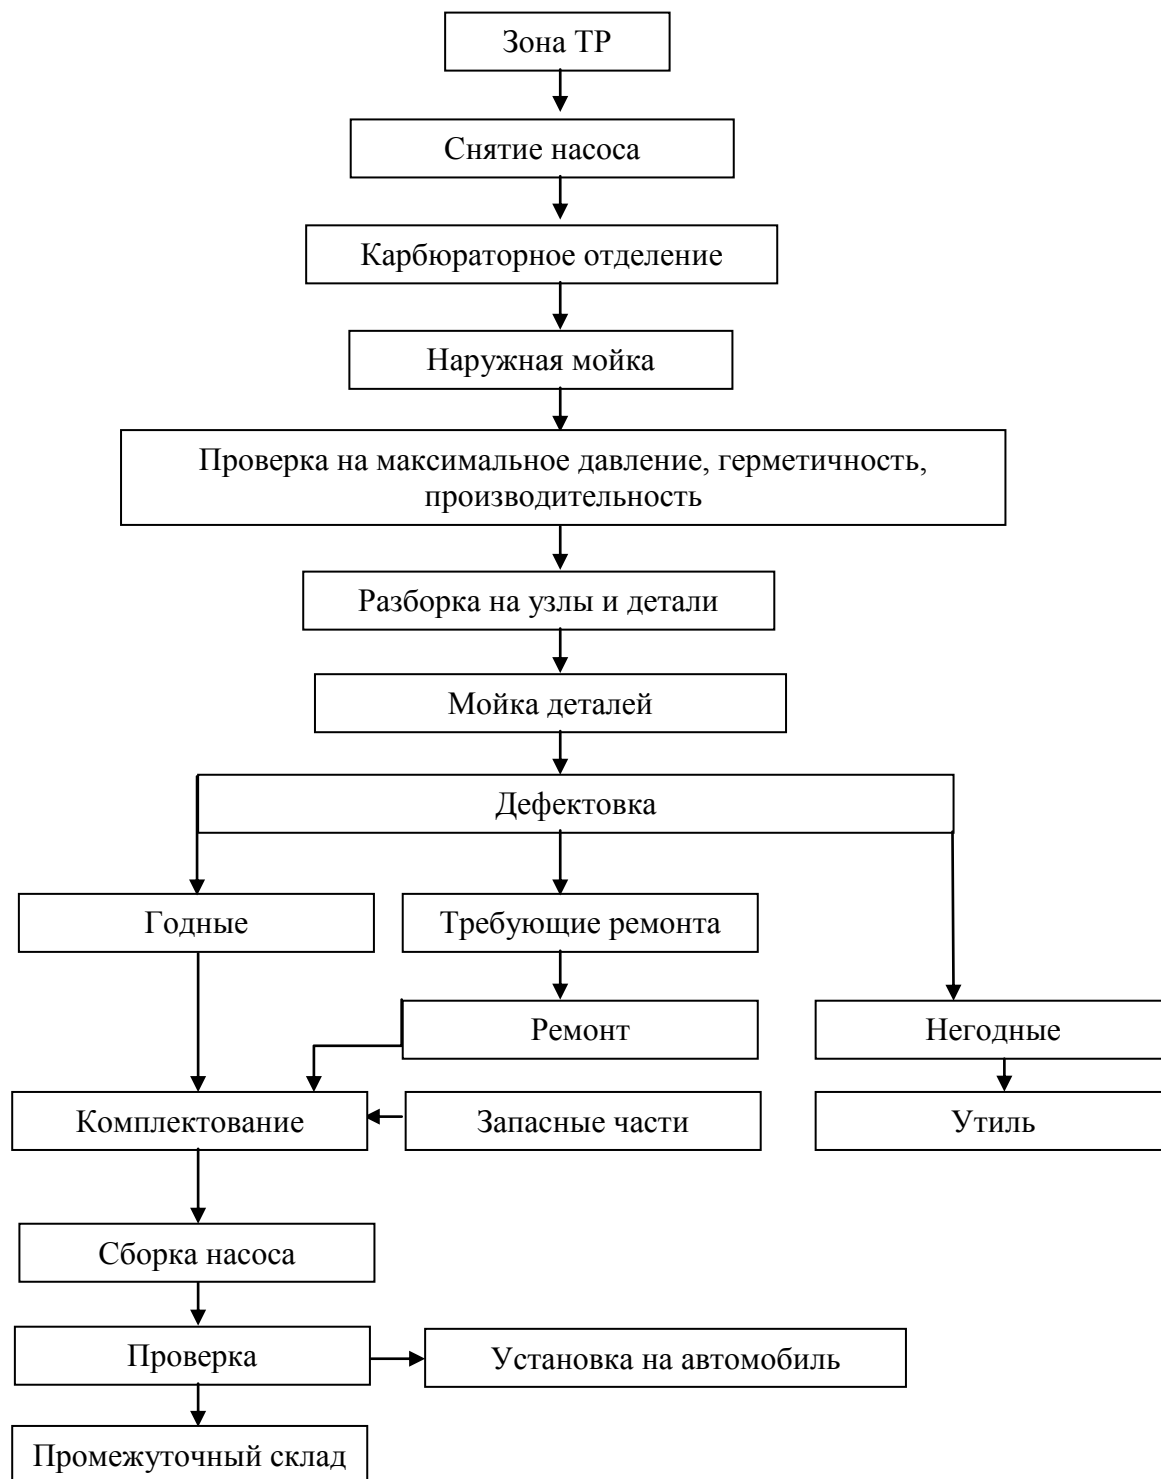 Зона ТР
Снятие насоса
Карбюраторное отделение
Наружная мойка
Проверка на максимальное давление, герметичность,
производительность
Разборка на узлы и детали
Мойка деталей
Дефектовка
Годные
Требующие ремонта
Ремонт
Негодные
Комплектование
Запасные части
Утиль
Сборка насоса
Проверка
Установка на автомобиль
Промежуточный склад